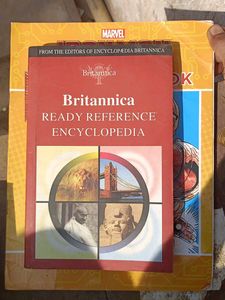 MARVEL
FROM THE EDITORS OF ENCYCLOPÆDIA BRITANNICA
Britannica
Britannica
READY REFERENCE
ENCYCLOPEDIA
OK